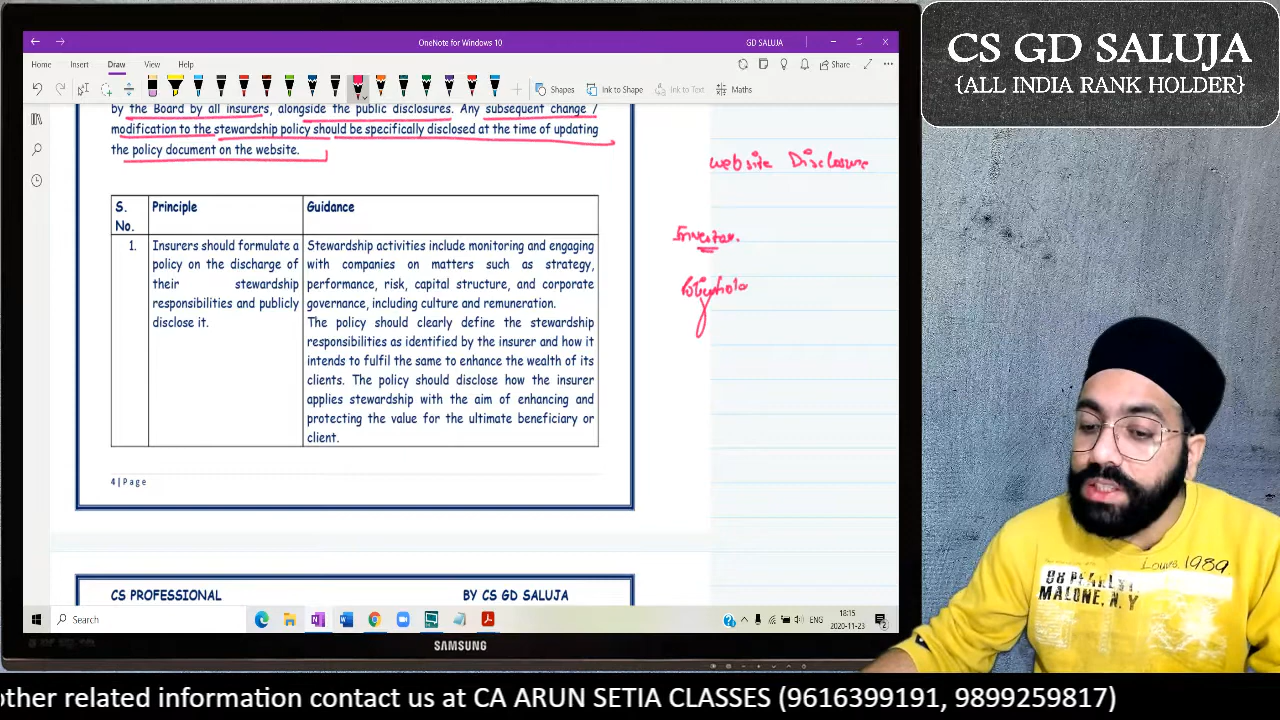 CS GD SALUJA
{ALL INDIA RANK HOLDER}
OneNote for Windows 10
GD SALUJA
Home Insert Draw View Help
Share
Shapes Ink to Shape Ink to Text Maths
by the Board by all insurers, alongside the public disclosures. Any subsequent change /
modification to the stewardship policy should be specifically disclosed at the time of updating
the policy document on the website.
website Disclosure
S. No. Principle Guidance
1. Insurers should formulate a
policy on the discharge of
their stewardship
responsibilities and publicly
disclose it.
Stewardship activities include monitoring and engaging
with companies on matters such as strategy,
performance, risk, capital structure, and corporate
governance, including culture and remuneration.
The policy should clearly define the stewardship
responsibilities as identified by the insurer and how it
intends to fulfil the same to enhance the wealth of its
clients. The policy should disclose how the insurer
applies stewardship with the aim of enhancing and
protecting the value for the ultimate beneficiary or
client.
4 | Page
CS PROFESSIONAL BY CS GD SALUJA
Search
ENG
18:15
2020-11-23
SAMSUNG
Louvre 1989
MALONE, N.Y
other related information contact us at CA ARUN SETIA CLASSES (9616399191, 9899259817)